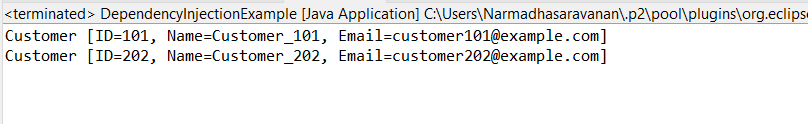 <terminated> DependencyInjectionExample [Java Application] C:\Users\Narmadhasaravanan\.p2\pool\plugins\org.eclipse
Customer [ID=101, Name=Customer_101, Email=customer101@example.com]
Customer [ID=202, Name=Customer_202, Email=customer202@example.com]